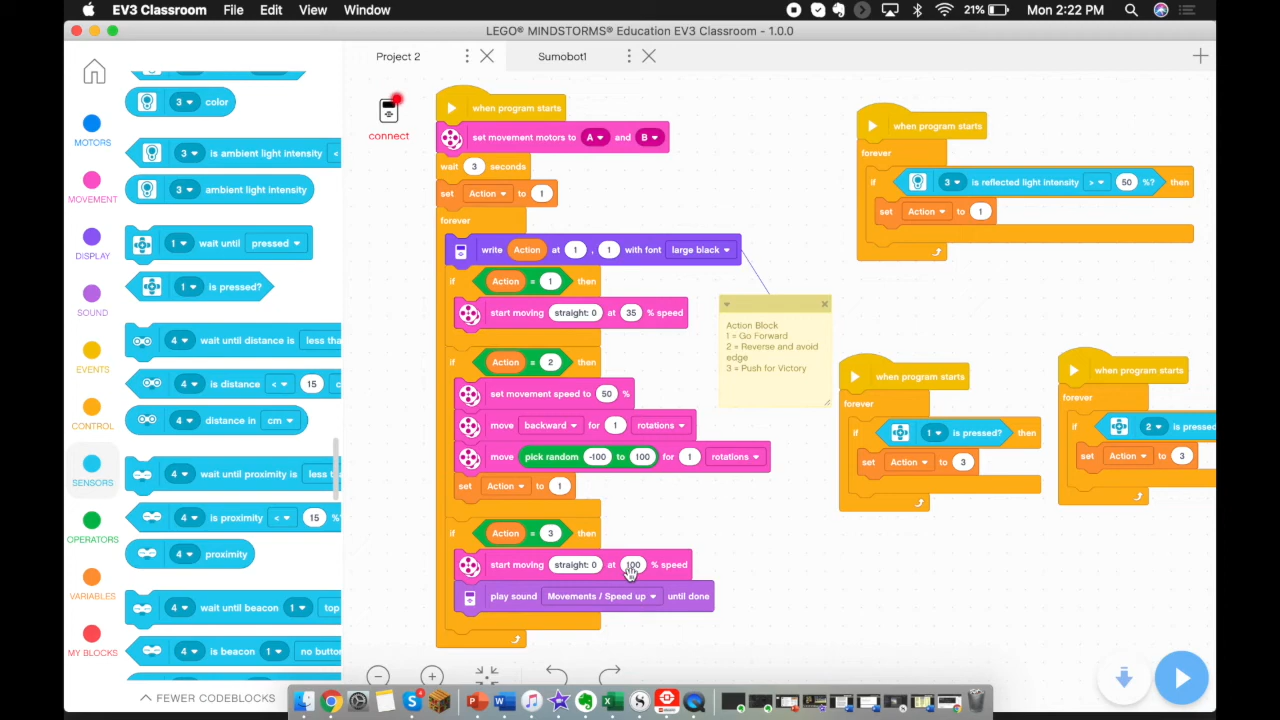 EV3 Classroom File Edit View Window 21% Mon 2:22 PM
LEGO® MINDSTORMS® Education EV3 Classroom - 1.0.0
Project 2 Sumobot1
MOTORS
MOVEMENT
DISPLAY
SOUND
EVENTS
CONTROL
SENSORS
OPERATORS
VARIABLES
MY BLOCKS
3 color
3 is ambient light intensity <
3 ambient light intensity
1 wait until pressed
1 is pressed?
4 wait until distance is less tha
4 is distance < 15 c
4 distance in cm
4 wait until proximity is less t
4 is proximity < 15 %
4 proximity
4 wait until beacon 1 top
4 is beacon 1 no button
FEWER CODEBLOCKS
connect
when program starts
set movement motors to A and B
wait 3 seconds
set Action to 1
forever
write Action at 1 , 1 with font large black
if Action = 1 then
start moving straight: 0 at 35 % speed
if Action = 2 then
set movement speed to 50 %
move backward for 1 rotations
move pick random -100 to 100 for 1 rotations
set Action to 1
if Action = 3 then
start moving straight: 0 at 100 % speed
play sound Movements / Speed up until done
Action Block
1 = Go Forward
2 = Reverse and avoid
edge
3 = Push for Victory
when program starts
forever
if 3 is reflected light intensity > 50 %? then
set Action to 1
when program starts
forever
if 1 is pressed? then
set Action to 3
when program starts
forever
if 2 is pressed
set Action to 3